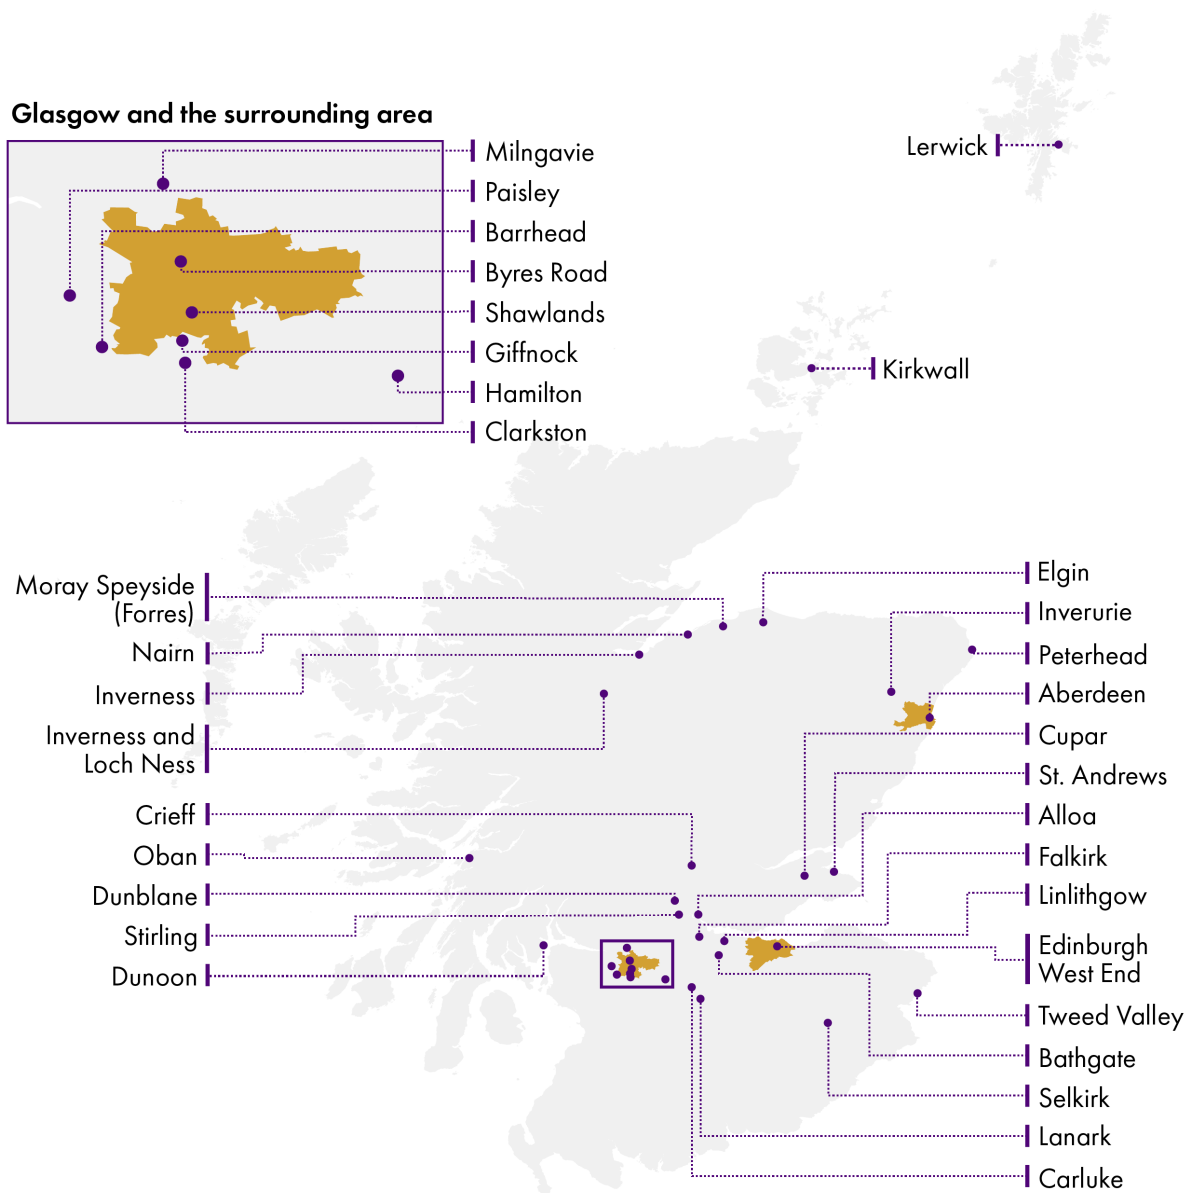 Glasgow and the surrounding area
Milngavie
Paisley
Barrhead
Byres Road
Shawlands
Giffnock
Hamilton
Clarkston
Lerwick
Kirkwall
Moray Speyside
(Forres)
Nairn
Inverness
Inverness and
Loch Ness
Crieff
Oban
Dunblane
Stirling
Dunoon
Elgin
Inverurie
Peterhead
Aberdeen
Cupar
St. Andrews
Alloa
Falkirk
Linlithgow
Edinburgh
West End
Tweed Valley
Bathgate
Selkirk
Lanark
Carluke